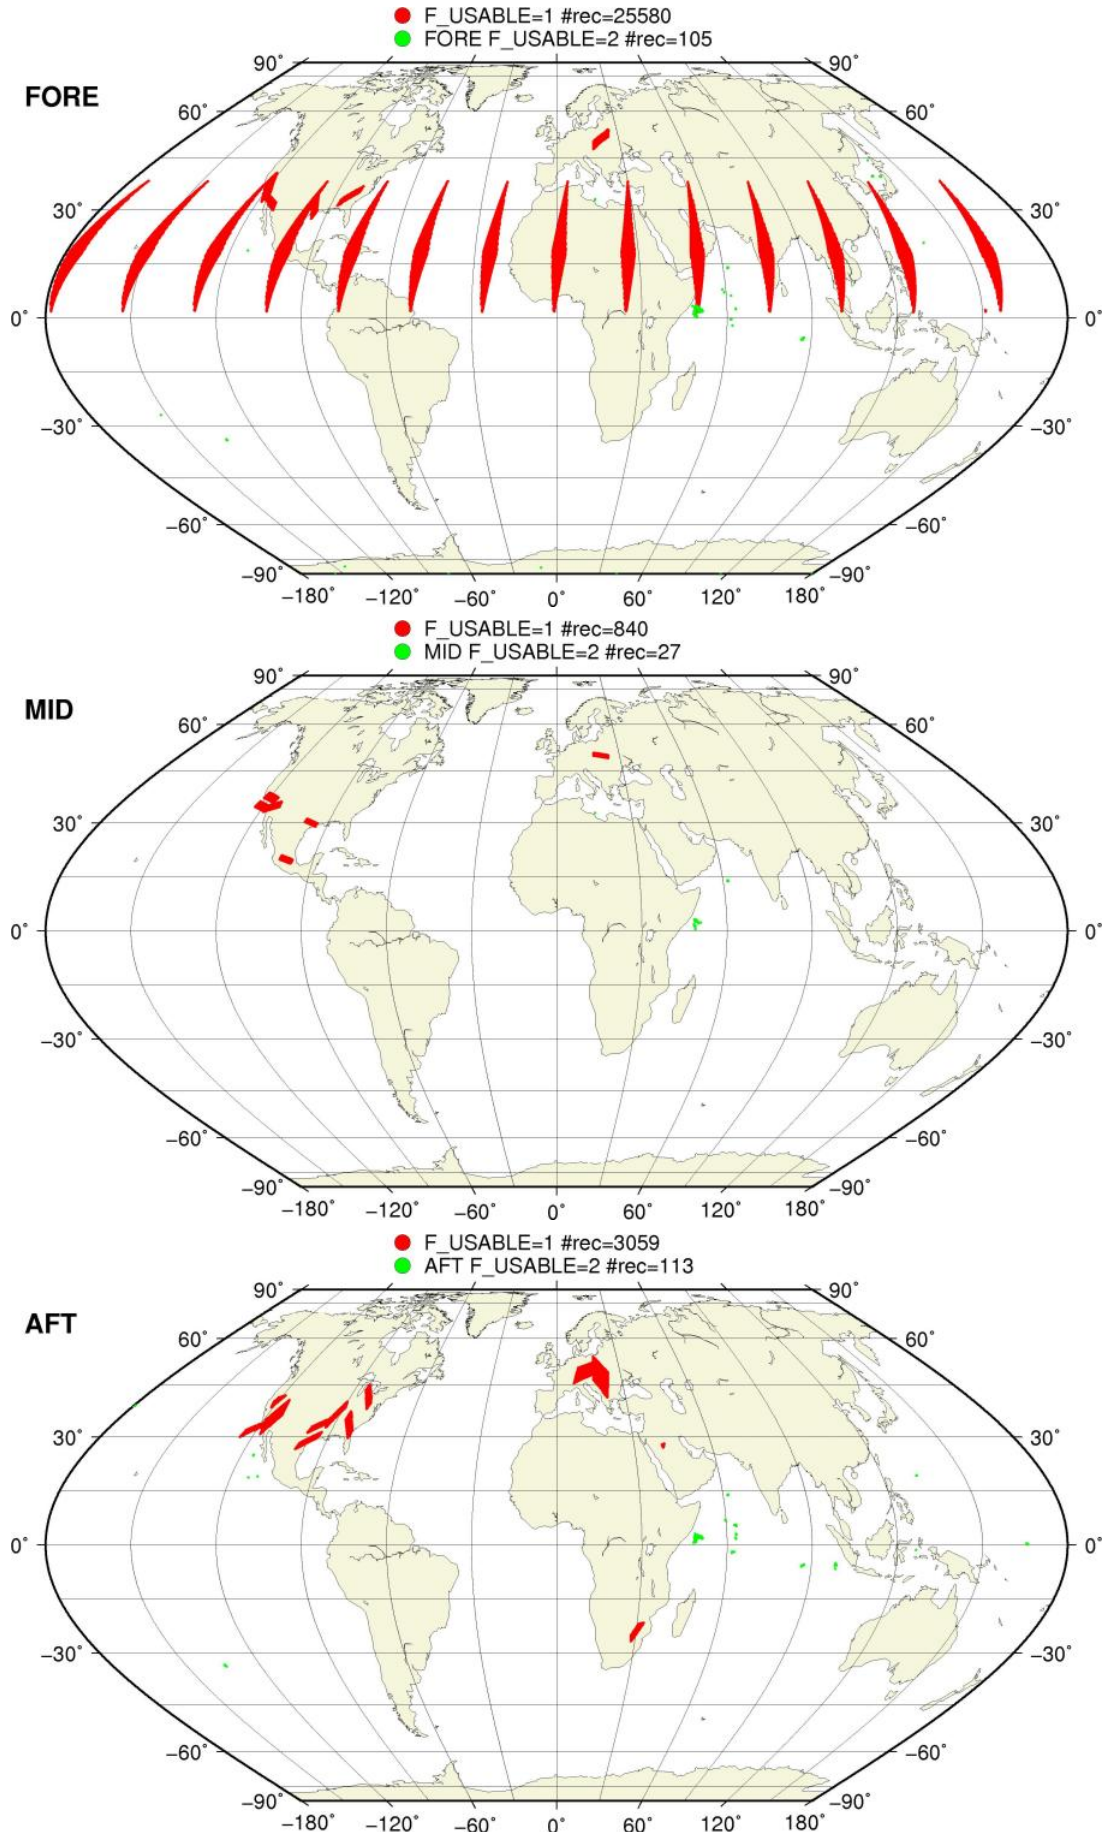 F_USABLE=1 #rec=25580
FORE F_USABLE=2 #rec=105
FORE
90° 90°
60° 60°
30° 30°
0° 0°
−30° −30°
−60° −60°
−90° −90°
−180° −120° −60° 0° 60° 120° 180°
F_USABLE=1 #rec=840
MID F_USABLE=2 #rec=27
MID
90° 90°
60° 60°
30° 30°
0° 0°
−30° −30°
−60° −60°
−90° −90°
−180° −120° −60° 0° 60° 120° 180°
F_USABLE=1 #rec=3059
AFT F_USABLE=2 #rec=113
AFT
90° 90°
60° 60°
30° 30°
0° 0°
−30° −30°
−60° −60°
−90° −90°
−180° −120° −60° 0° 60° 120° 180°